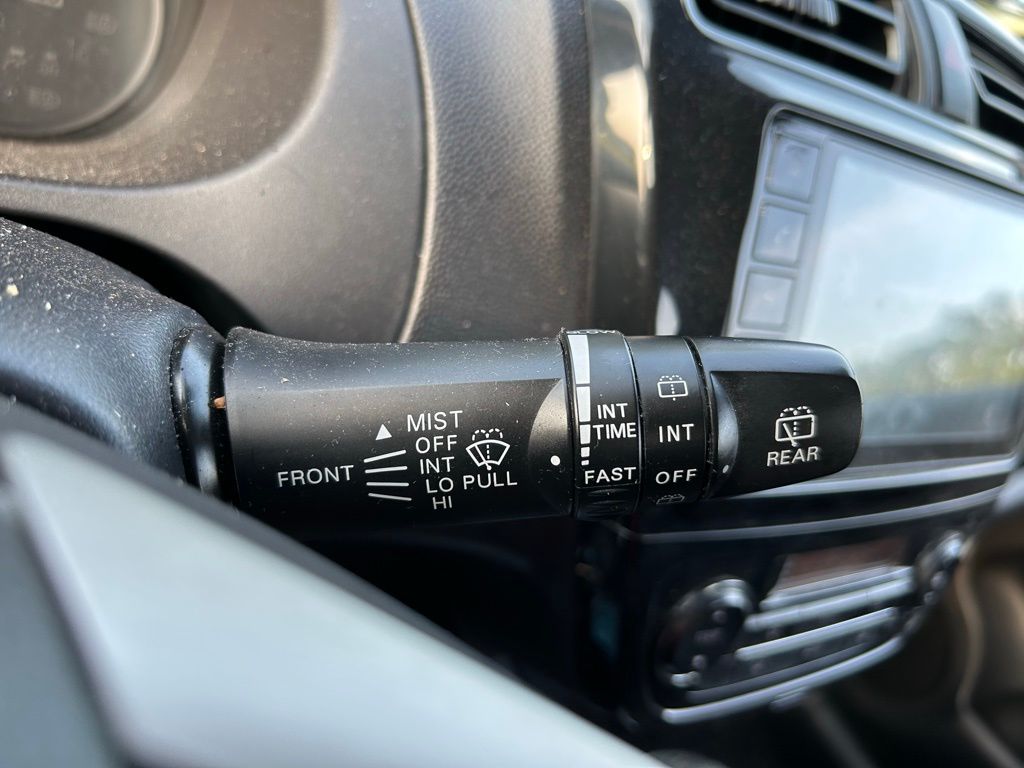 FRONT
MIST
OFF
INT
LO
HI
PULL
INT
TIME
FAST
INT
OFF
REAR